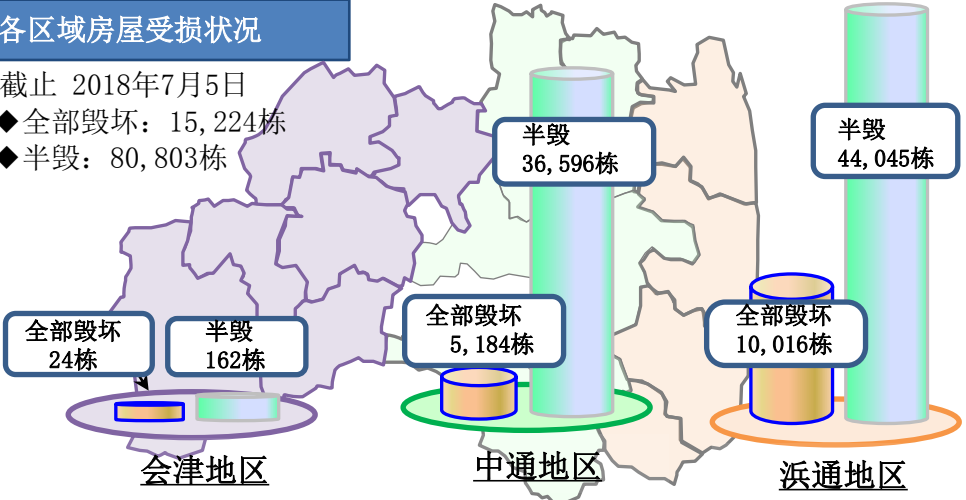 各区域房屋受损状况
截止 2018年7月5日
◆全部毁坏：15,224栋
◆半毁：80,803栋
全部毁坏
24栋
半毁
162栋
会津地区
半毁
36,596栋
全部毁坏
5,184栋
中通地区
半毁
44,045栋
全部毁坏
10,016栋
浜通地区